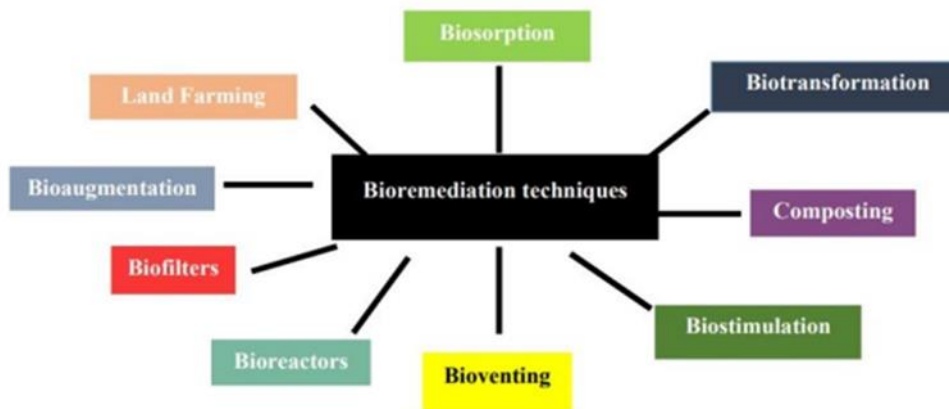 Biosorption
Land Farming
Biotransformation
Bioremediation techniques
Bioaugmentation
Composting
Biofilters
Biostimulation
Bioreactors
Bioventing